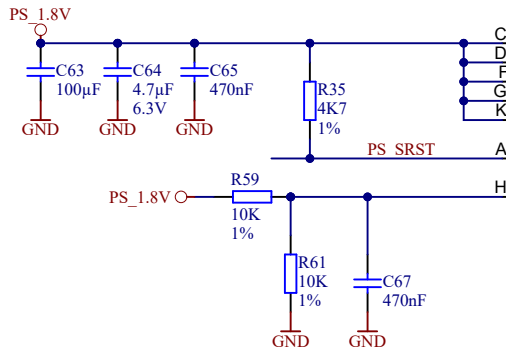 PS_1.8V
C
D
F
G
K
C63
100µF
C64
4.7µF
6.3V
C65
470nF
R35
4K7
1%
GND
GND
GND
PS_SRST
A
PS_1.8V
R59
10K
1%
H
R61
10K
1%
C67
470nF
GND
GND